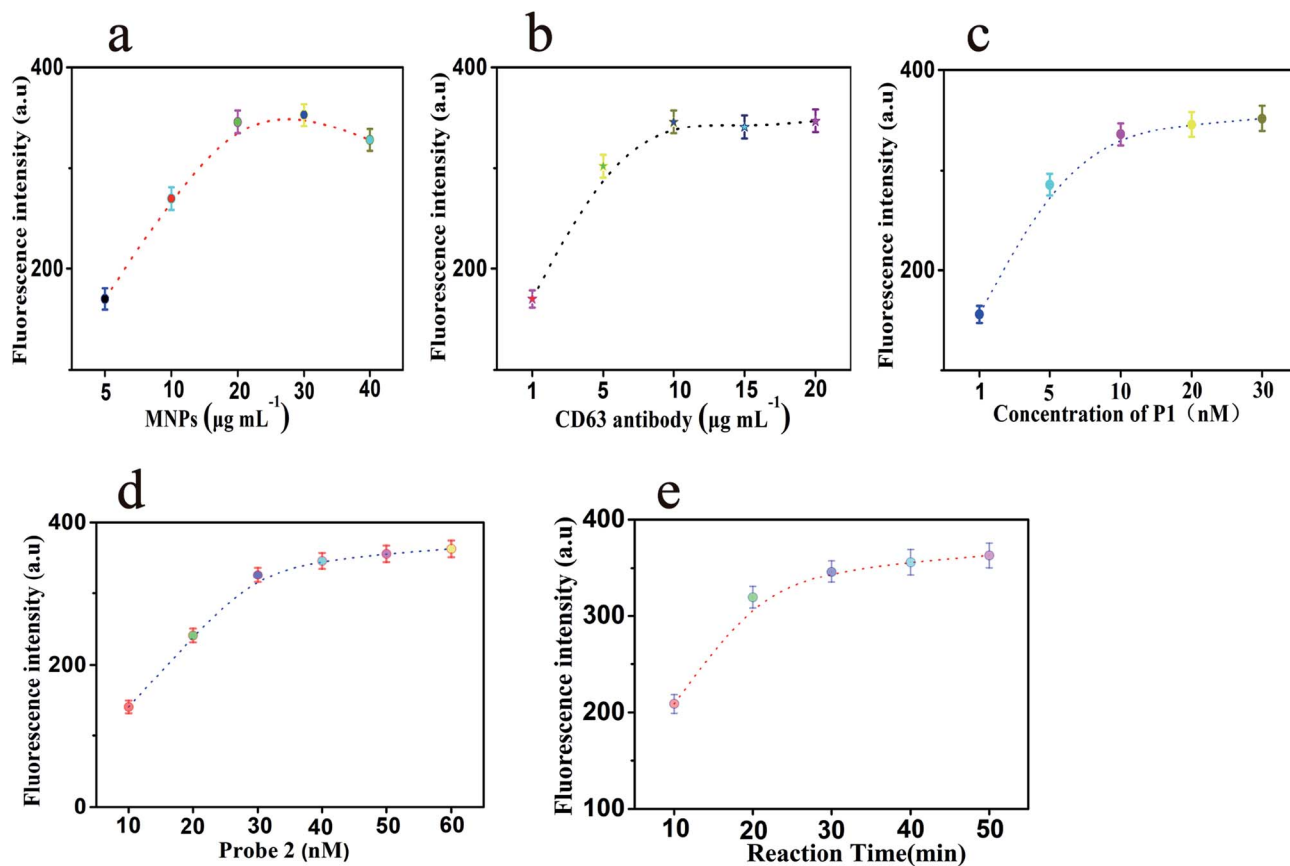 a
Fluorescence intensity (a.u)
400
200
5 10 20 30 40
MNPs (μg mL⁻¹)
b
Fluorescence intensity (a.u)
400
200
1 5 10 15 20
CD63 antibody (μg mL⁻¹)
c
Fluorescence intensity (a.u)
400
200
1 5 10 20 30
Concentration of P1（nM）
d
Fluorescence intensity (a.u)
400
200
0
10 20 30 40 50 60
Probe 2 (nM)
e
Fluorescence intensity (a.u)
400
300
200
100
10 20 30 40 50
Reaction Time(min)